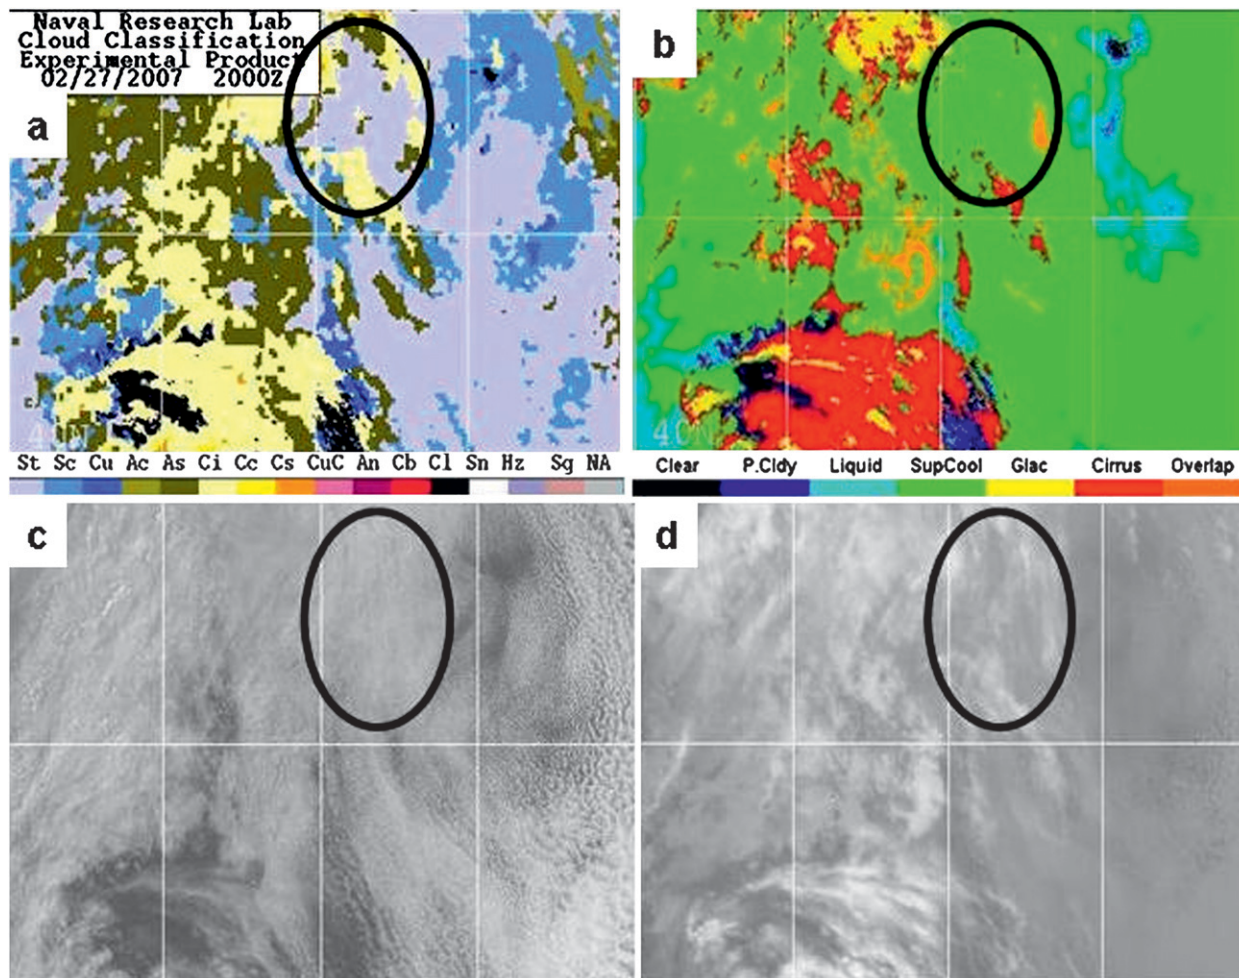 Naval Research Lab
Cloud Classification
Experimental Product
02/27/2007 2000Z
a
b
40N
St Sc Cu Ac As Ci Cc Cs CuC An Cb Cl Sn Hz Sg NA
Clear P.Cldy Liquid SupCool Glac Cirrus Overlap
c
d